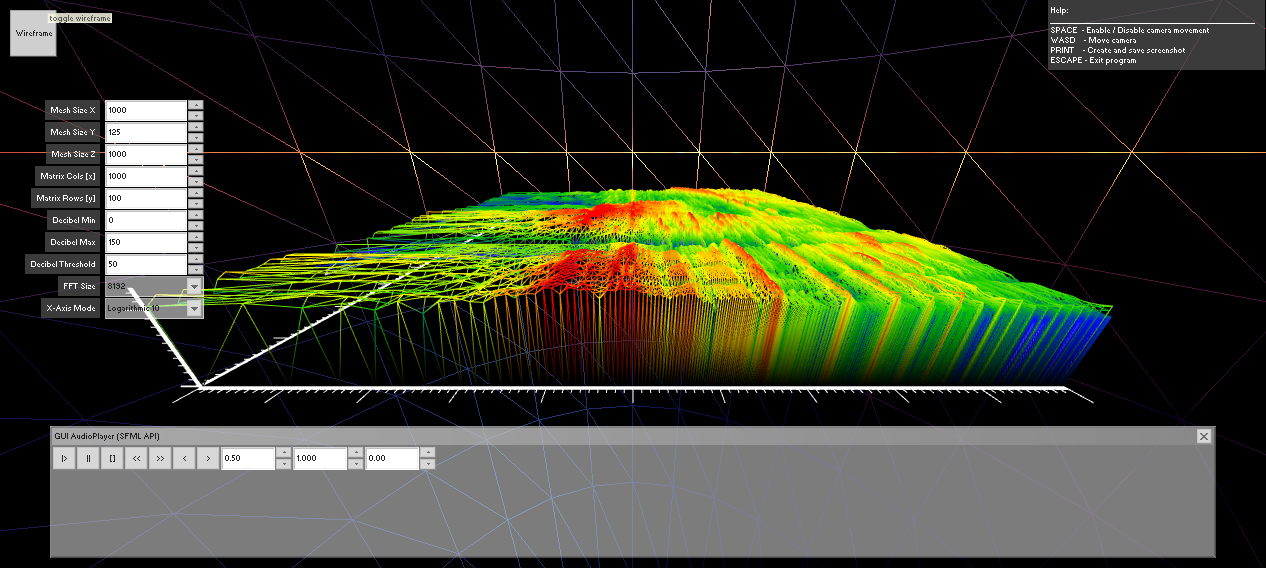 toggle wireframe
Wireframe
Help:
SPACE - Enable / Disable camera movement
WASD - Move camera
PRINT - Create and save screenshot
ESCAPE - Exit program
Mesh Size X 1000
Mesh Size Y 125
Mesh Size Z 1000
Matrix Cols [x] 1000
Matrix Rows [y] 100
Decibel Min 0
Decibel Max 150
Decibel Threshold 50
FFT Size 8192
X-Axis Mode Logarithmic 10
GUI AudioPlayer (SFML API)
|> || [] << >> < > 0.50 1.000 0.00